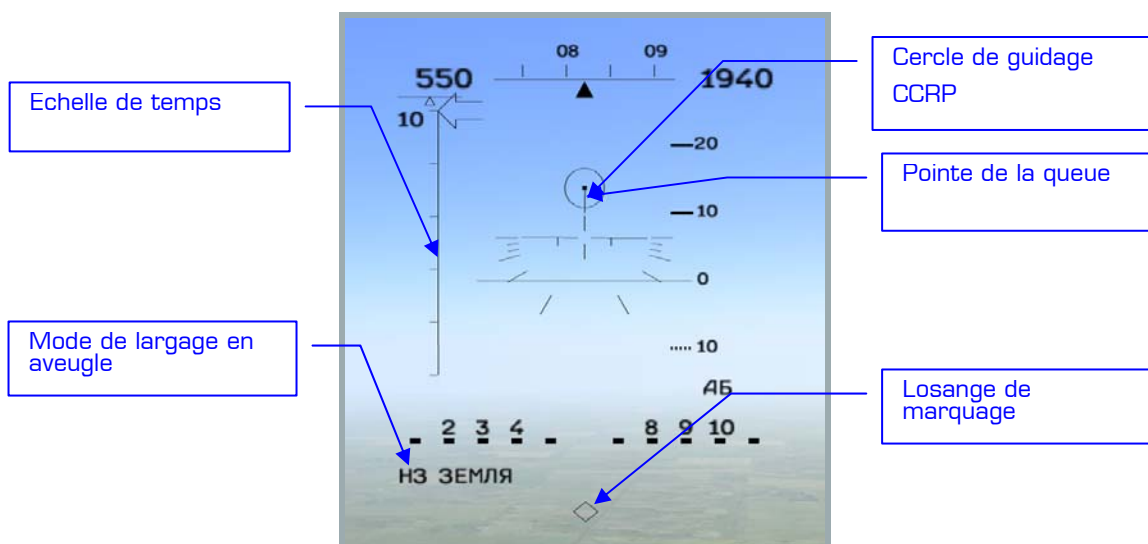 Echelle de temps
Mode de largage en
aveugle
08 09
550 1940
10
20
10
0
10
АБ
2 3 4 8 9 10
НЗ ЗЕМЛЯ
Cercle de guidage
CCRP
Pointe de la queue
Losange de
marquage